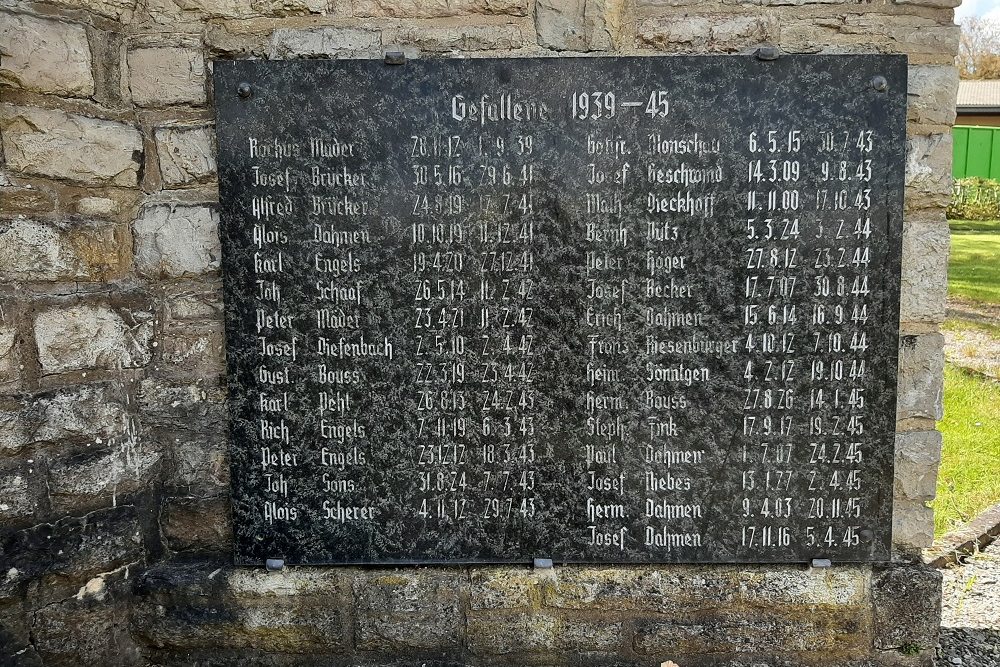 Gefallene 1939–45
Rochus Mader 28.11.12 1.9.39
Josef Brücker 30.5.16 29.6.41
Alfred Brücker 24.8.19 17.7.41
Alois Dahmen 10.10.19 11.12.41
Karl Engels 19.4.20 27.12.41
Joh. Schaaf 26.5.14 11.2.42
Peter Mader 23.4.21 11.2.42
Josef Diefenbach 2.5.10 2.4.42
Gust. Bouss 22.3.19 23.4.42
Karl Pehl 26.8.13 24.2.43
Rich. Engels 7.11.19 6.3.43
Peter Engels 23.12.12 18.3.43
Joh. Sons 31.8.24 7.7.43
Alois Scherer 4.11.12 29.7.43
Gottfr. Monschau 6.5.15 30.7.43
Josef Geschwind 14.3.09 9.8.43
Math. Dieckhoff 11.11.00 17.10.43
Bernh. Dütz 5.3.24 3.2.44
Peter Hoger 27.8.12 23.2.44
Josef Becker 17.7.07 30.8.44
Erich Dahmen 15.6.14 16.9.44
Franz Riesenbürger 4.10.12 7.10.44
Heinr. Sönntgen 4.2.12 19.10.44
Herm. Bouss 27.8.26 14.1.45
Steph. Fink 17.9.17 19.2.45
Paul Dahmen 1.7.07 24.2.45
Josef Thebes 13.1.27 2.4.45
Herm. Dahmen 9.4.03 20.11.45
Josef Dahmen 17.11.16 5.4.45